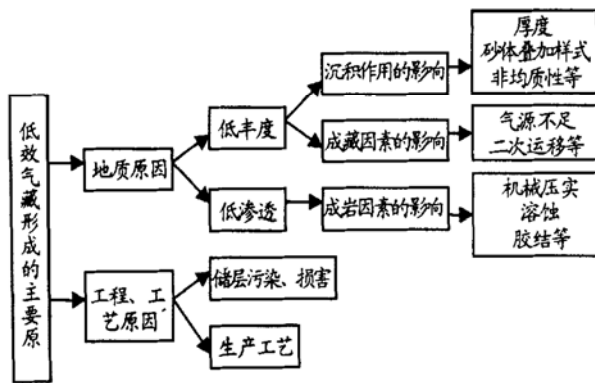 低效气藏形成的主要原
地质原因
工程、工
艺原因
低丰度
低渗透
储层污染、损害
生产工艺
沉积作用的影响
成藏因素的影响
成岩因素的影响
厚度
砂体叠加样式
非均质性等
气源不足
二次运移等
机械压实
溶蚀
胶结等